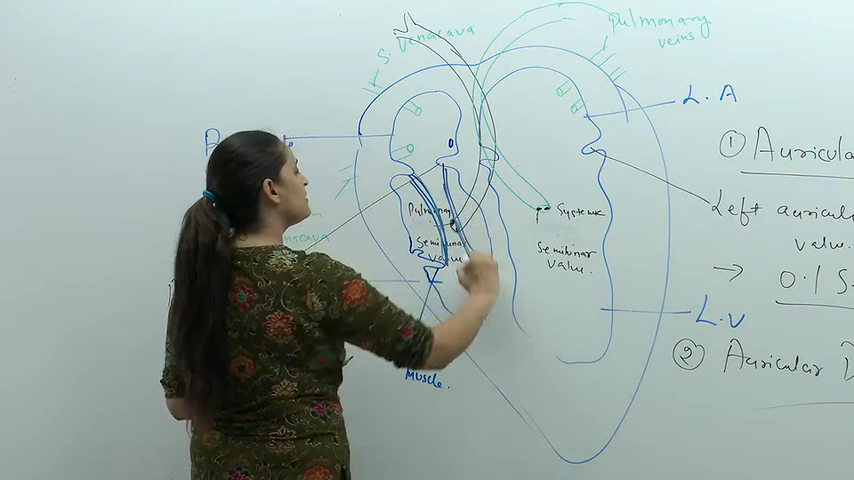 S. Venacava
Pulmonary
veins
L. A
① Auricula
Left auricul
valve.
→ 0.1 S
Pulmonary
Semilunar
Valve
Systemic
Semilunar
Valve.
L. V
② Auricular
Muscle.